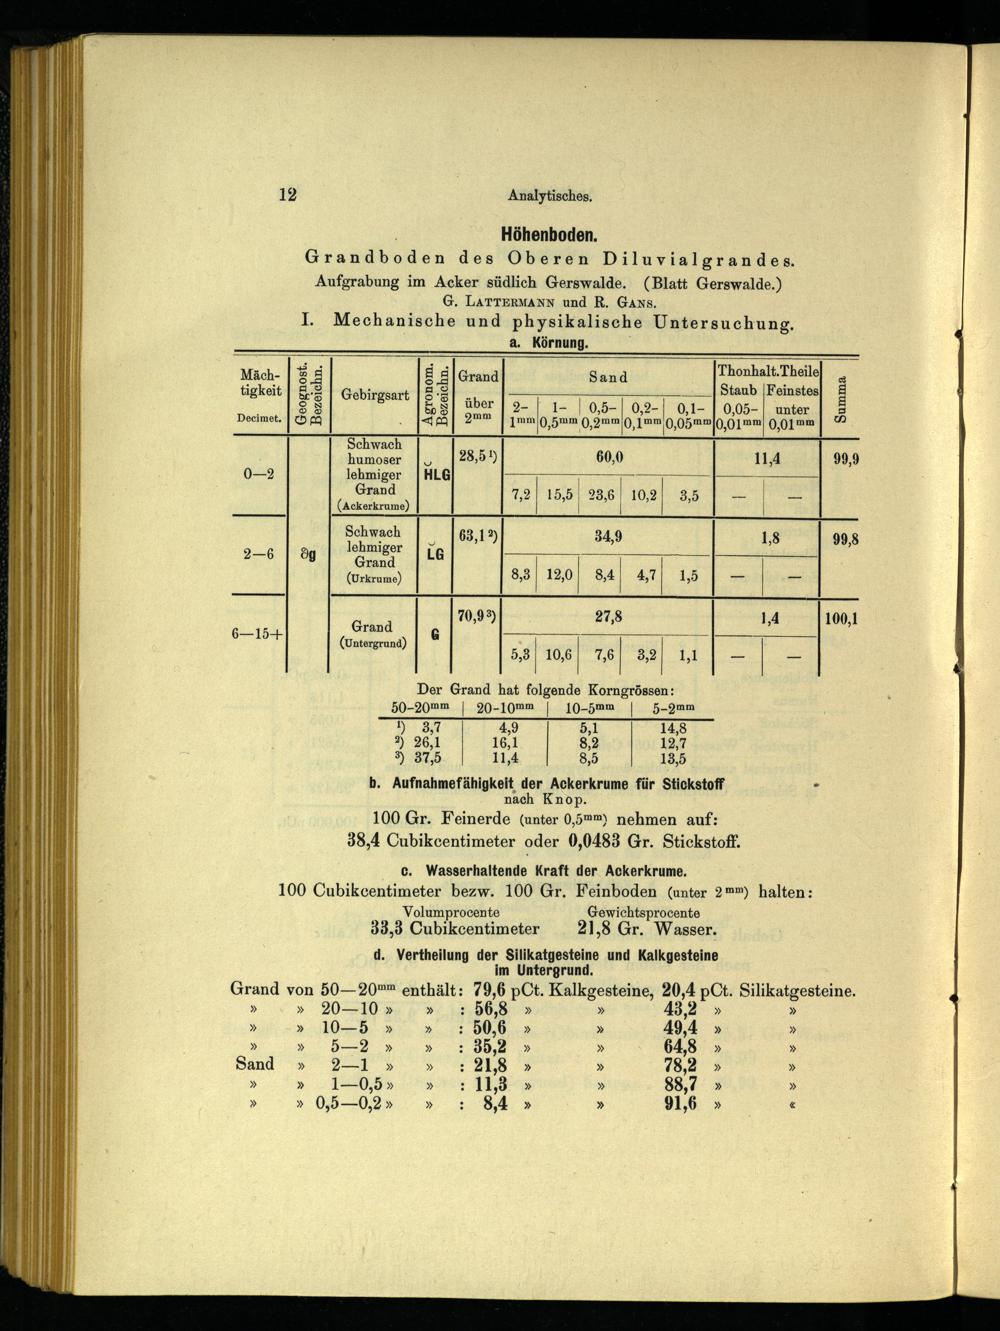 12 Analytisches.
Höhenboden.
Grandboden des Oberen Diluvialgrandes.
Aufgrabung im Acker südlich Gerswalde. (Blatt Gerswalde.)
G. LATTERMANN und R. GANS.
I. Mechanische und physikalische Untersuchung.
a. Körnung.
Mäch-
tigkeit
Decimet.
Geognost.
Bezeichn.
Gebirgsart
Agronom.
Bezeichn.
Grand
über
2mm
Sand
2- 1- 0,5- 0,2- 0,1-
1mm 0,5mm 0,2mm 0,1mm 0,05mm
Thonhalt.Theile
Staub Feinstes
0,05- unter
0,01mm 0,01mm
Summa
0—2
Schwach
humoser
lehmiger
Grand
(Ackerkrume)
H̆LG
28,5 ¹) 60,0 11,4 99,9
7,2 15,5 23,6 10,2 3,5 — —
2—6
∂g
Schwach
lehmiger
Grand
(Urkrume)
L̆G
63,1 ²) 34,9 1,8 99,8
8,3 12,0 8,4 4,7 1,5 — —
6—15+
Grand
(Untergrund)
G
70,9 ³) 27,8 1,4 100,1
5,3 10,6 7,6 3,2 1,1 — —
Der Grand hat folgende Korngrössen:
50-20mm 20-10mm 10-5mm 5-2mm
¹) 3,7 4,9 5,1 14,8
²) 26,1 16,1 8,2 12,7
³) 37,5 11,4 8,5 13,5
b. Aufnahmefähigkeit der Ackerkrume für Stickstoff
nach Knop.
100 Gr. Feinerde (unter 0,5mm) nehmen auf:
38,4 Cubikcentimeter oder 0,0483 Gr. Stickstoff.
c. Wasserhaltende Kraft der Ackerkrume.
100 Cubikcentimeter bezw. 100 Gr. Feinboden (unter 2mm) halten:
Volumprocente Gewichtsprocente
33,3 Cubikcentimeter 21,8 Gr. Wasser.
d. Vertheilung der Silikatgesteine und Kalkgesteine
im Untergrund.
Grand von 50—20mm enthält: 79,6 pCt. Kalkgesteine, 20,4 pCt. Silikatgesteine.
» » 20—10 » » : 56,8 » » 43,2 » »
» » 10—5 » » : 50,6 » » 49,4 » »
» » 5—2 » » : 35,2 » » 64,8 » »
Sand » 2—1 » » : 21,8 » » 78,2 » »
» » 1—0,5 » » : 11,3 » » 88,7 » »
» » 0,5—0,2 » » : 8,4 » » 91,6 » «